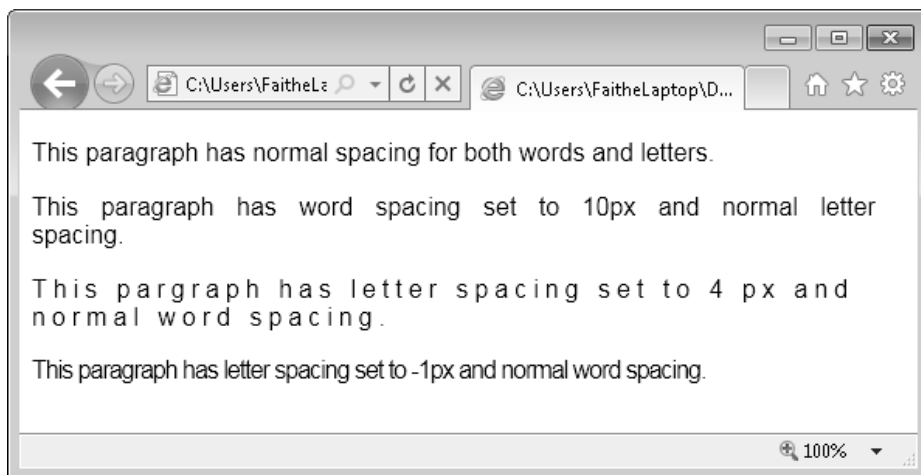 C:\Users\FaitheLa
C:\Users\FaitheLaptop\D...
This paragraph has normal spacing for both words and letters.
This paragraph has word spacing set to 10px and normal letter
spacing.
This pargraph has letter spacing set to 4 px and
normal word spacing.
This paragraph has letter spacing set to -1px and normal word spacing.
100%